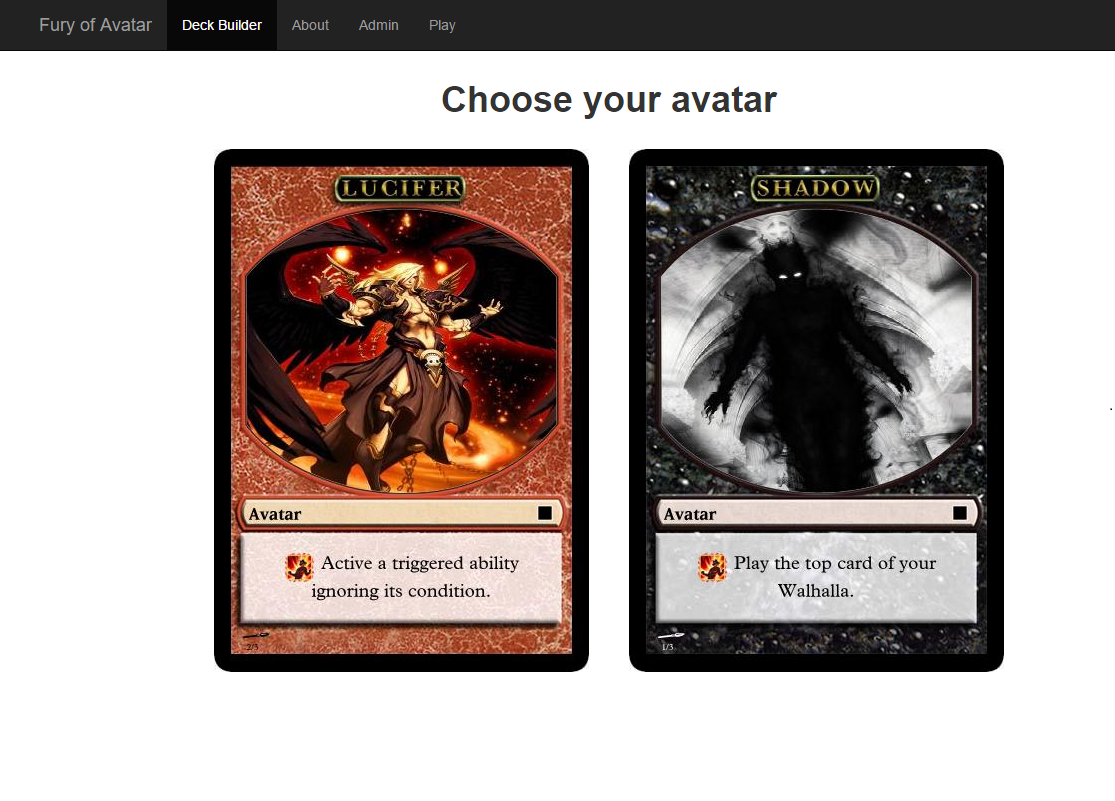 Fury of Avatar Deck Builder About Admin Play
Choose your avatar
LUCIFER
Avatar
Active a triggered ability
ignoring its condition.
2/3
SHADOW
Avatar
Play the top card of your
Walhalla.
1/3